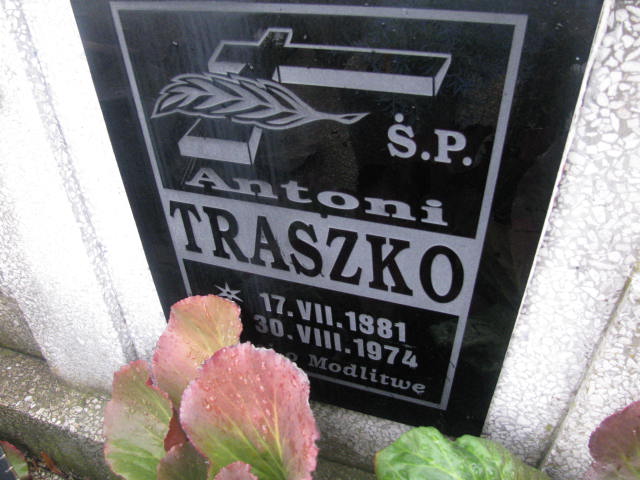 Ś.P.
Antoni
TRASZKO
17.VII.1881
30.VIII.1974
o Modlitwę